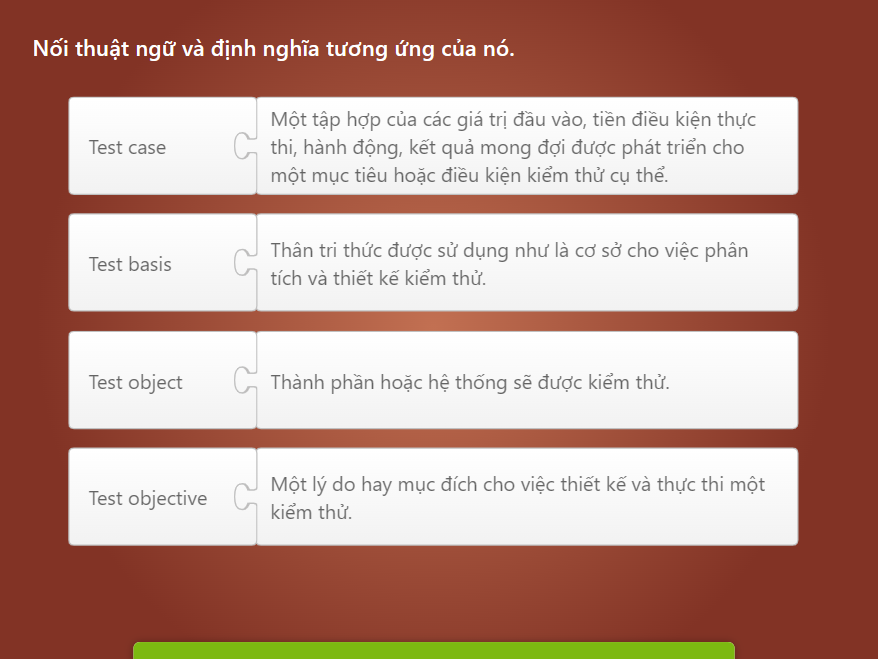 Nối thuật ngữ và định nghĩa tương ứng của nó.
Test case
Một tập hợp của các giá trị đầu vào, tiền điều kiện thực
thi, hành động, kết quả mong đợi được phát triển cho
một mục tiêu hoặc điều kiện kiểm thử cụ thể.
Test basis
Thân tri thức được sử dụng như là cơ sở cho việc phân
tích và thiết kế kiểm thử.
Test object
Thành phần hoặc hệ thống sẽ được kiểm thử.
Test objective
Một lý do hay mục đích cho việc thiết kế và thực thi một
kiểm thử.